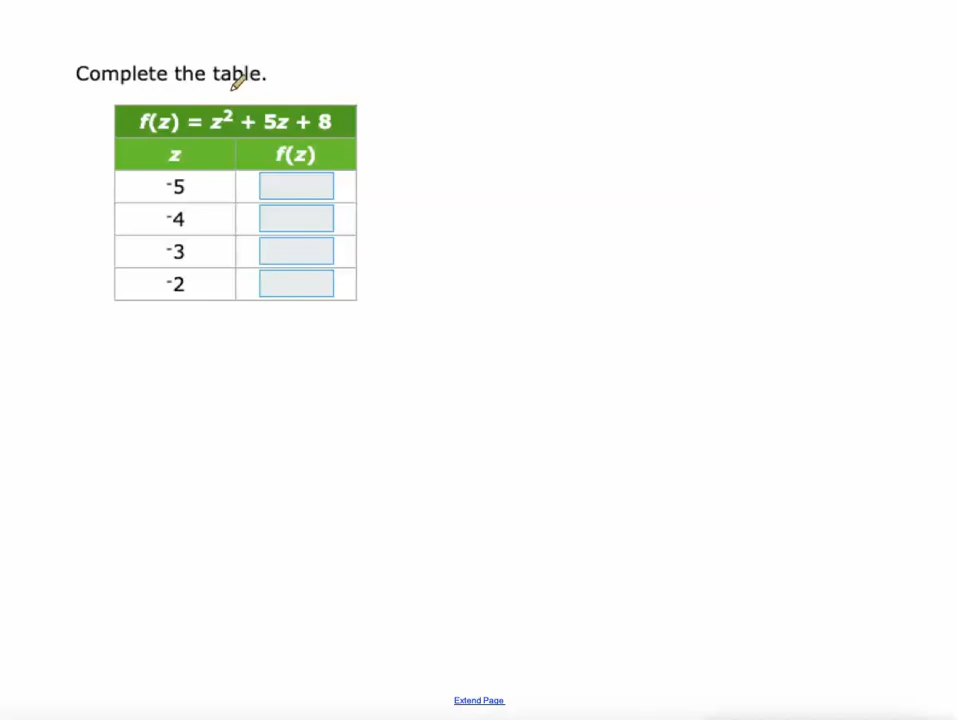 Complete the table.
f(z) = z² + 5z + 8
z f(z)
-5
-4
-3
-2
Extend Page